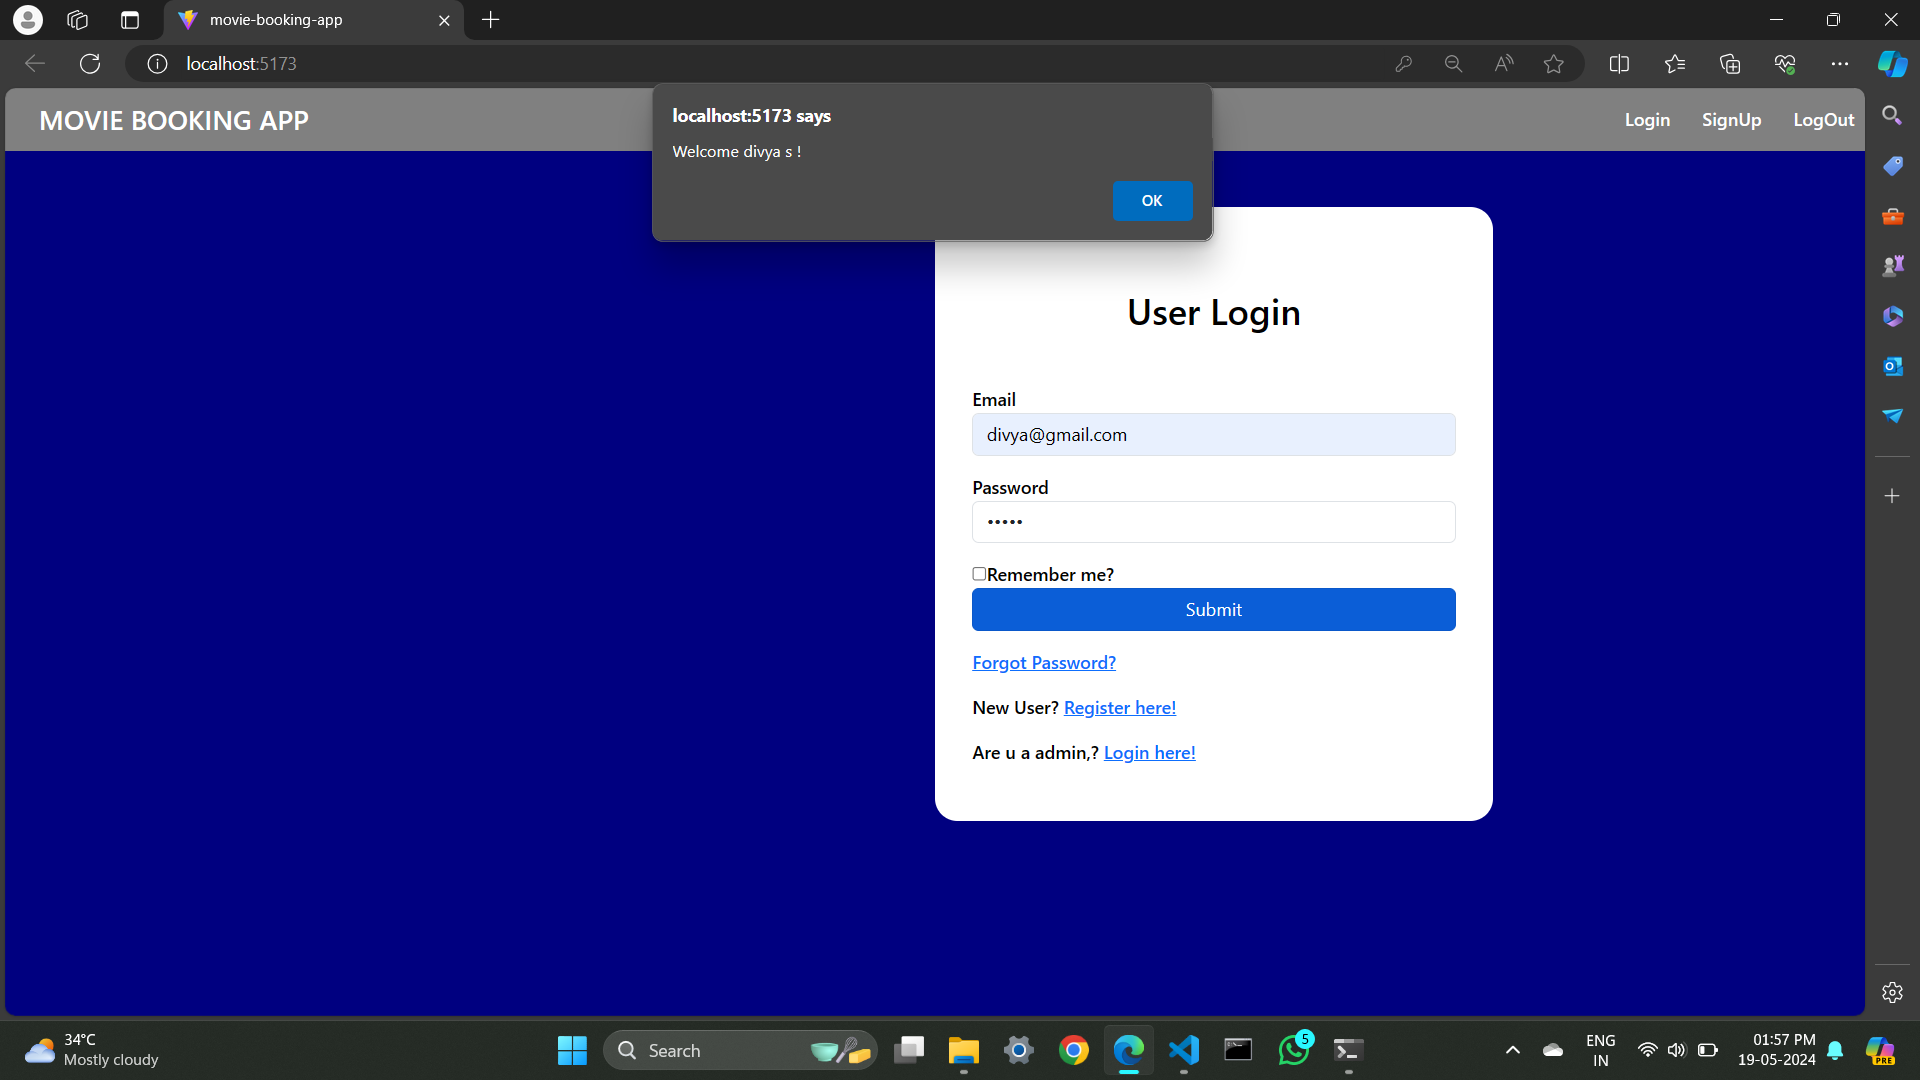 movie-booking-app
localhost:5173
MOVIE BOOKING APP
Login SignUp LogOut
localhost:5173 says
Welcome divya s !
OK
User Login
Email
divya@gmail.com
Password
•••••
Remember me?
Submit
Forgot Password?
New User? Register here!
Are u a admin,? Login here!
34°C
Mostly cloudy
Search
5
ENG
IN
01:57 PM
19-05-2024
PRE